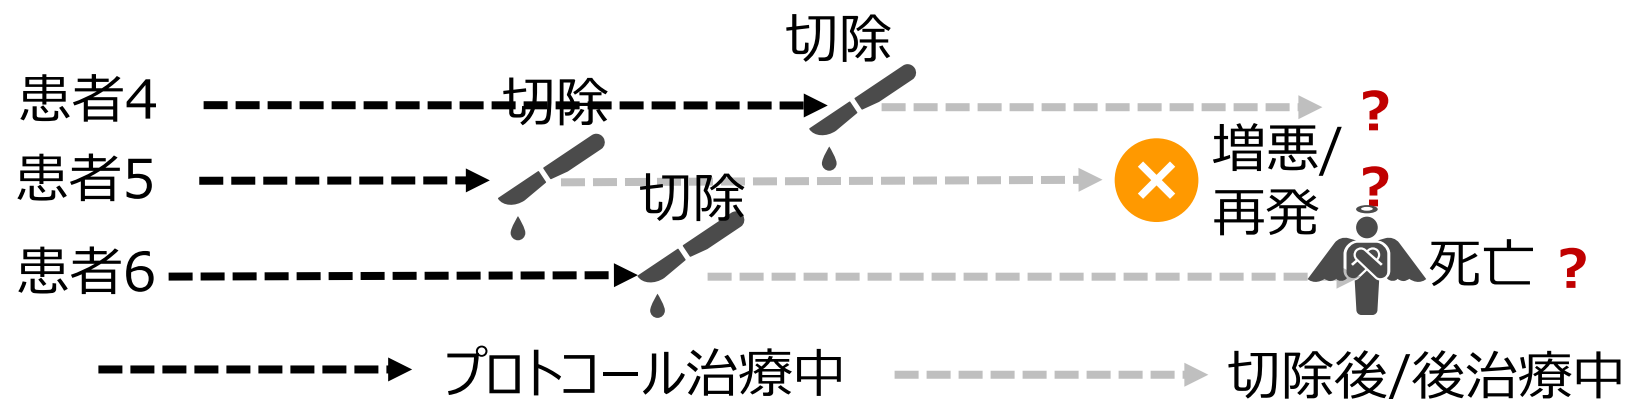 切除
患者4
切除
?
患者5
増悪/
再発
?
切除
患者6
死亡
?
プロトコール治療中
切除後/後治療中